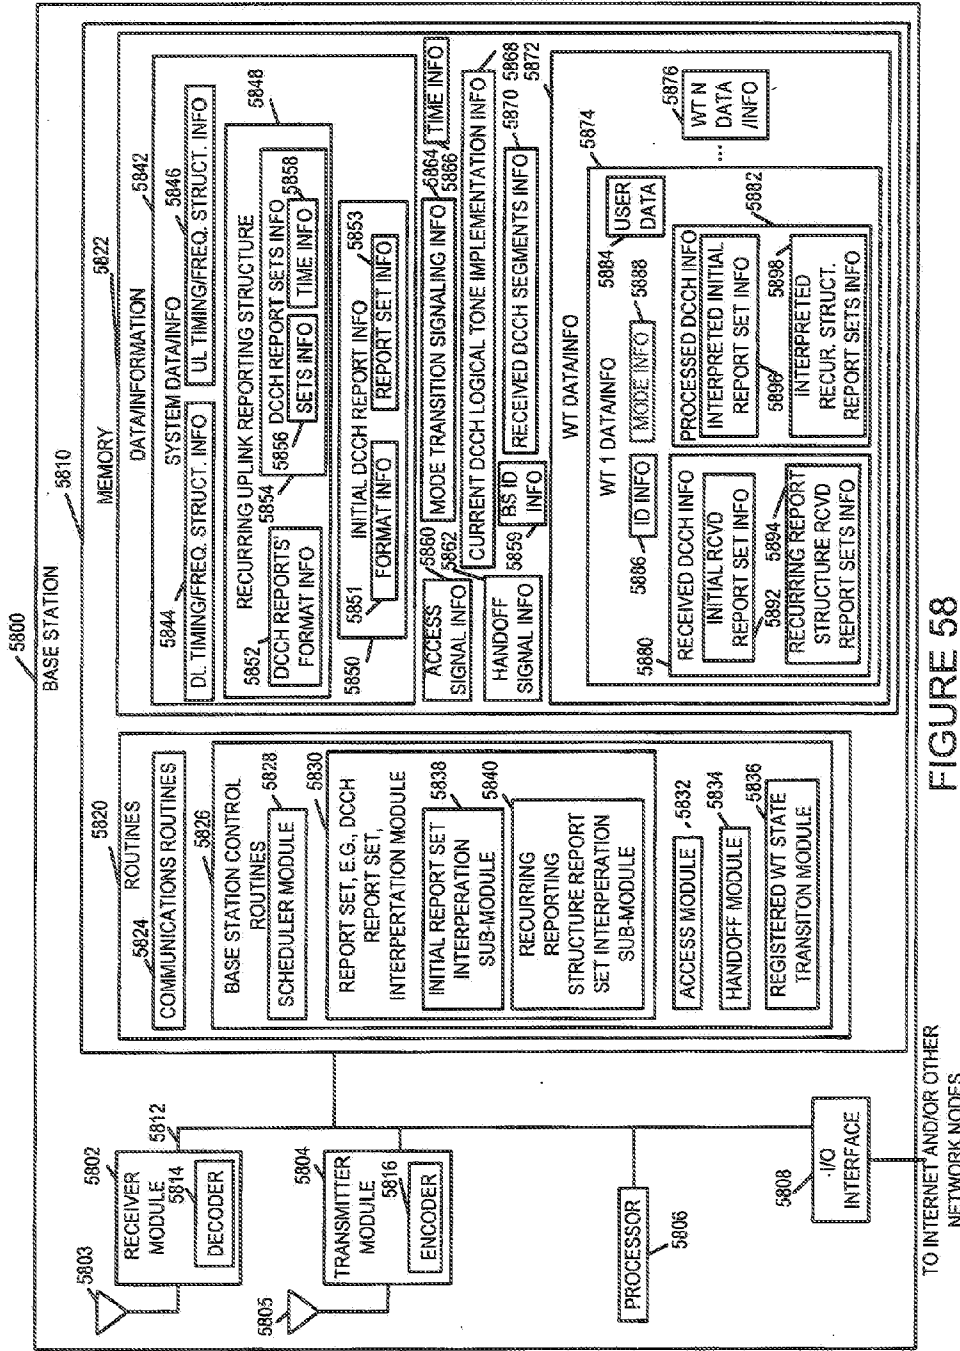 5800
BASE STATION
5810
5803
5802
RECEIVER
MODULE
5814
DECODER
5812
5805
5804
TRANSMITTER
MODULE
5816
ENCODER
PROCESSOR
5806
5808
I/O
INTERFACE
TO INTERNET AND/OR OTHER
NETWORK NODES
MEMORY
5822
5820
ROUTINES
5824
COMMUNICATIONS ROUTINES
5826
BASE STATION CONTROL
ROUTINES
5828
SCHEDULER MODULE
5830
REPORT SET, E.G., DCCH
REPORT SET,
INTERPERTATION MODULE
5838
INITIAL REPORT SET
INTERPERATION
SUB-MODULE
5840
RECURRING
REPORTING
STRUCTURE REPORT
SET INTERPERATION
SUB-MODULE
5832
ACCESS MODULE
5834
HANDOFF MODULE
5836
REGISTERED WT STATE
TRANSITON MODULE
DATA/INFORMATION
5842
SYSTEM DATA/INFO
5844
DL TIMING/FREQ. STRUCT. INFO
5846
UL TIMING/FREQ. STRUCT. INFO
5848
RECURRING UPLINK REPORTING STRUCTURE
5852
DCCH REPORTS'
FORMAT INFO
5854
DCCH REPORT SETS INFO
5856
SETS INFO
5858
TIME INFO
5850
INITIAL DCCH REPORT INFO
5851
FORMAT INFO
5853
REPORT SET INFO
5860
ACCESS
SIGNAL INFO
5862
HANDOFF
SIGNAL INFO
5864
MODE TRANSITION SIGNALING INFO
5866
TIME INFO
5868
CURRENT DCCH LOGICAL TONE IMPLEMENTATION INFO
5859
BS ID
INFO
5870
RECEIVED DCCH SEGMENTS INFO
5872
WT DATA/INFO
5874
WT 1 DATA/INFO
5884
USER
DATA
5886
ID INFO
5888
MODE INFO
5880
RECEIVED DCCH INFO
INITIAL RCVD
REPORT SET INFO
5892
5894
RECURRING REPORT
STRUCTURE RCVD
REPORT SETS INFO
5882
PROCESSED DCCH INFO
INTERPRETED INITIAL
REPORT SET INFO
5896
5898
INTERPRETED
RECUR. STRUCT.
REPORT SETS INFO
...
5876
WT N
DATA
/INFO
FIGURE 58